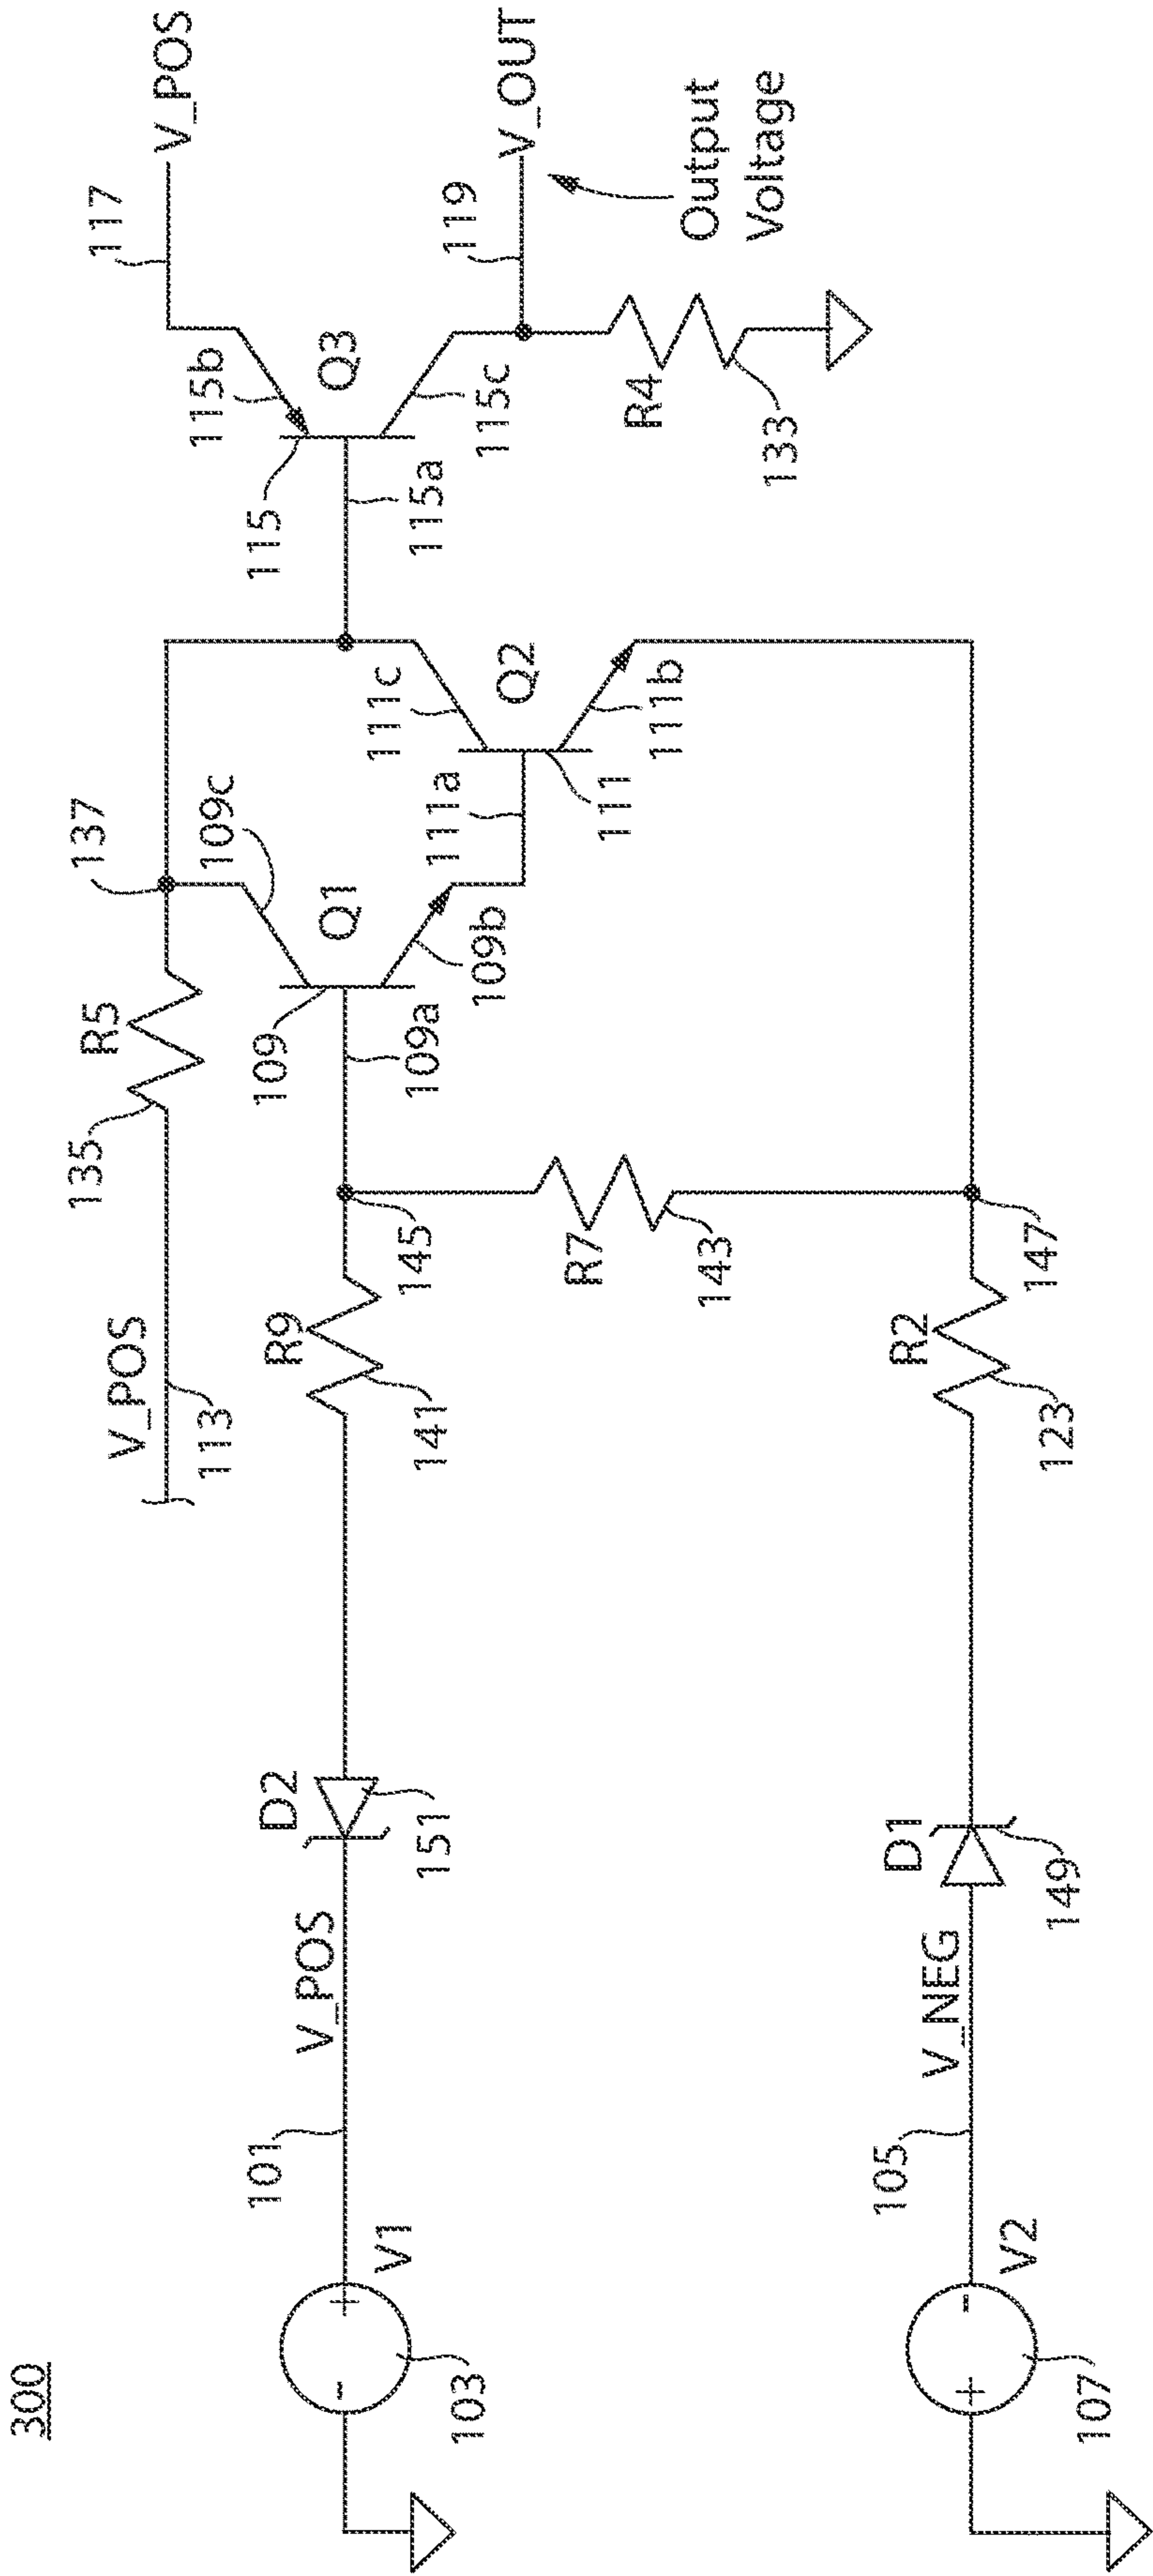 300
V_POS
113
135
R5
137
117
V_POS
101
V_POS
D2
151
R9
141
145
109
109a
109c
Q1
109b
111a
111c
Q2
111
111b
115
115a
115b
Q3
115c
119
V_OUT
Output
Voltage
R4
133
R7
143
-
+
V1
103
105
V_NEG
D1
149
R2
123
147
+
-
V2
107